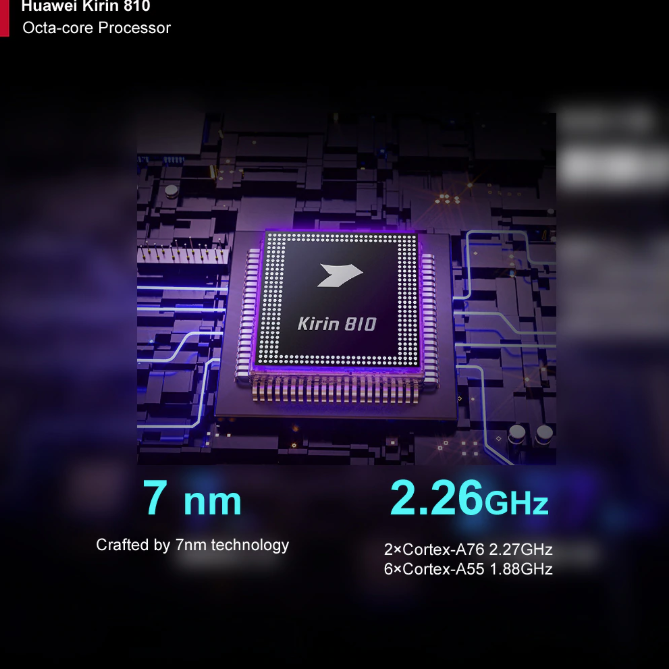 Huawei Kirin 810
Octa-core Processor
Kirin 810
7 nm
Crafted by 7nm technology
2.26GHz
2×Cortex-A76 2.27GHz
6×Cortex-A55 1.88GHz